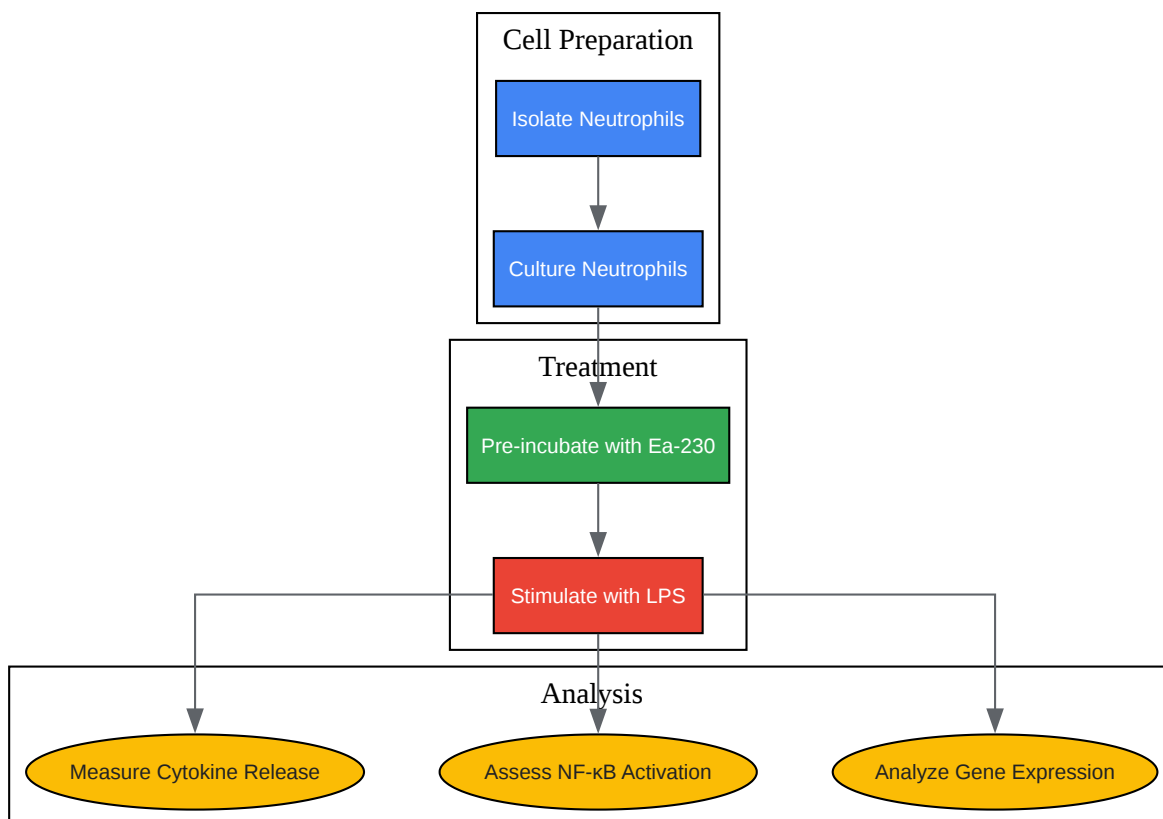 Cell Preparation
Isolate Neutrophils
Culture Neutrophils
Treatment
Pre-incubate with Ea-230
Stimulate with LPS
Analysis
Measure Cytokine Release
Assess NF-κB Activation
Analyze Gene Expression